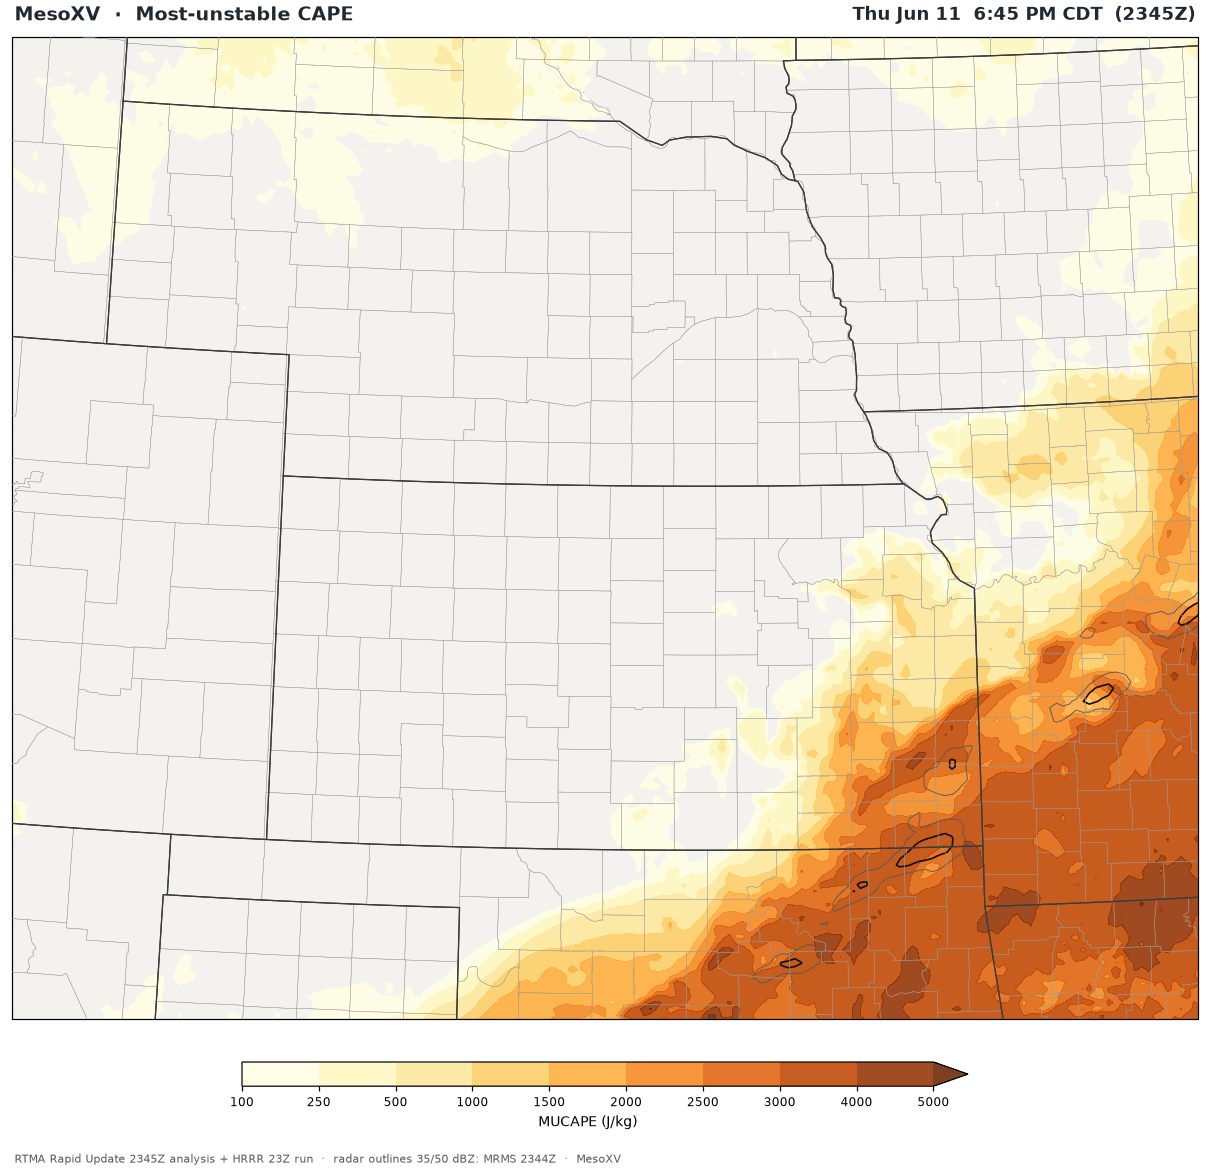 MesoXV · Most-unstable CAPE
Thu Jun 11 6:45 PM CDT (2345Z)
100 250 500 1000 1500 2000 2500 3000 4000 5000
MUCAPE (J/kg)
RTMA Rapid Update 2345Z analysis + HRRR 23Z run · radar outlines 35/50 dBZ: MRMS 2344Z · MesoXV